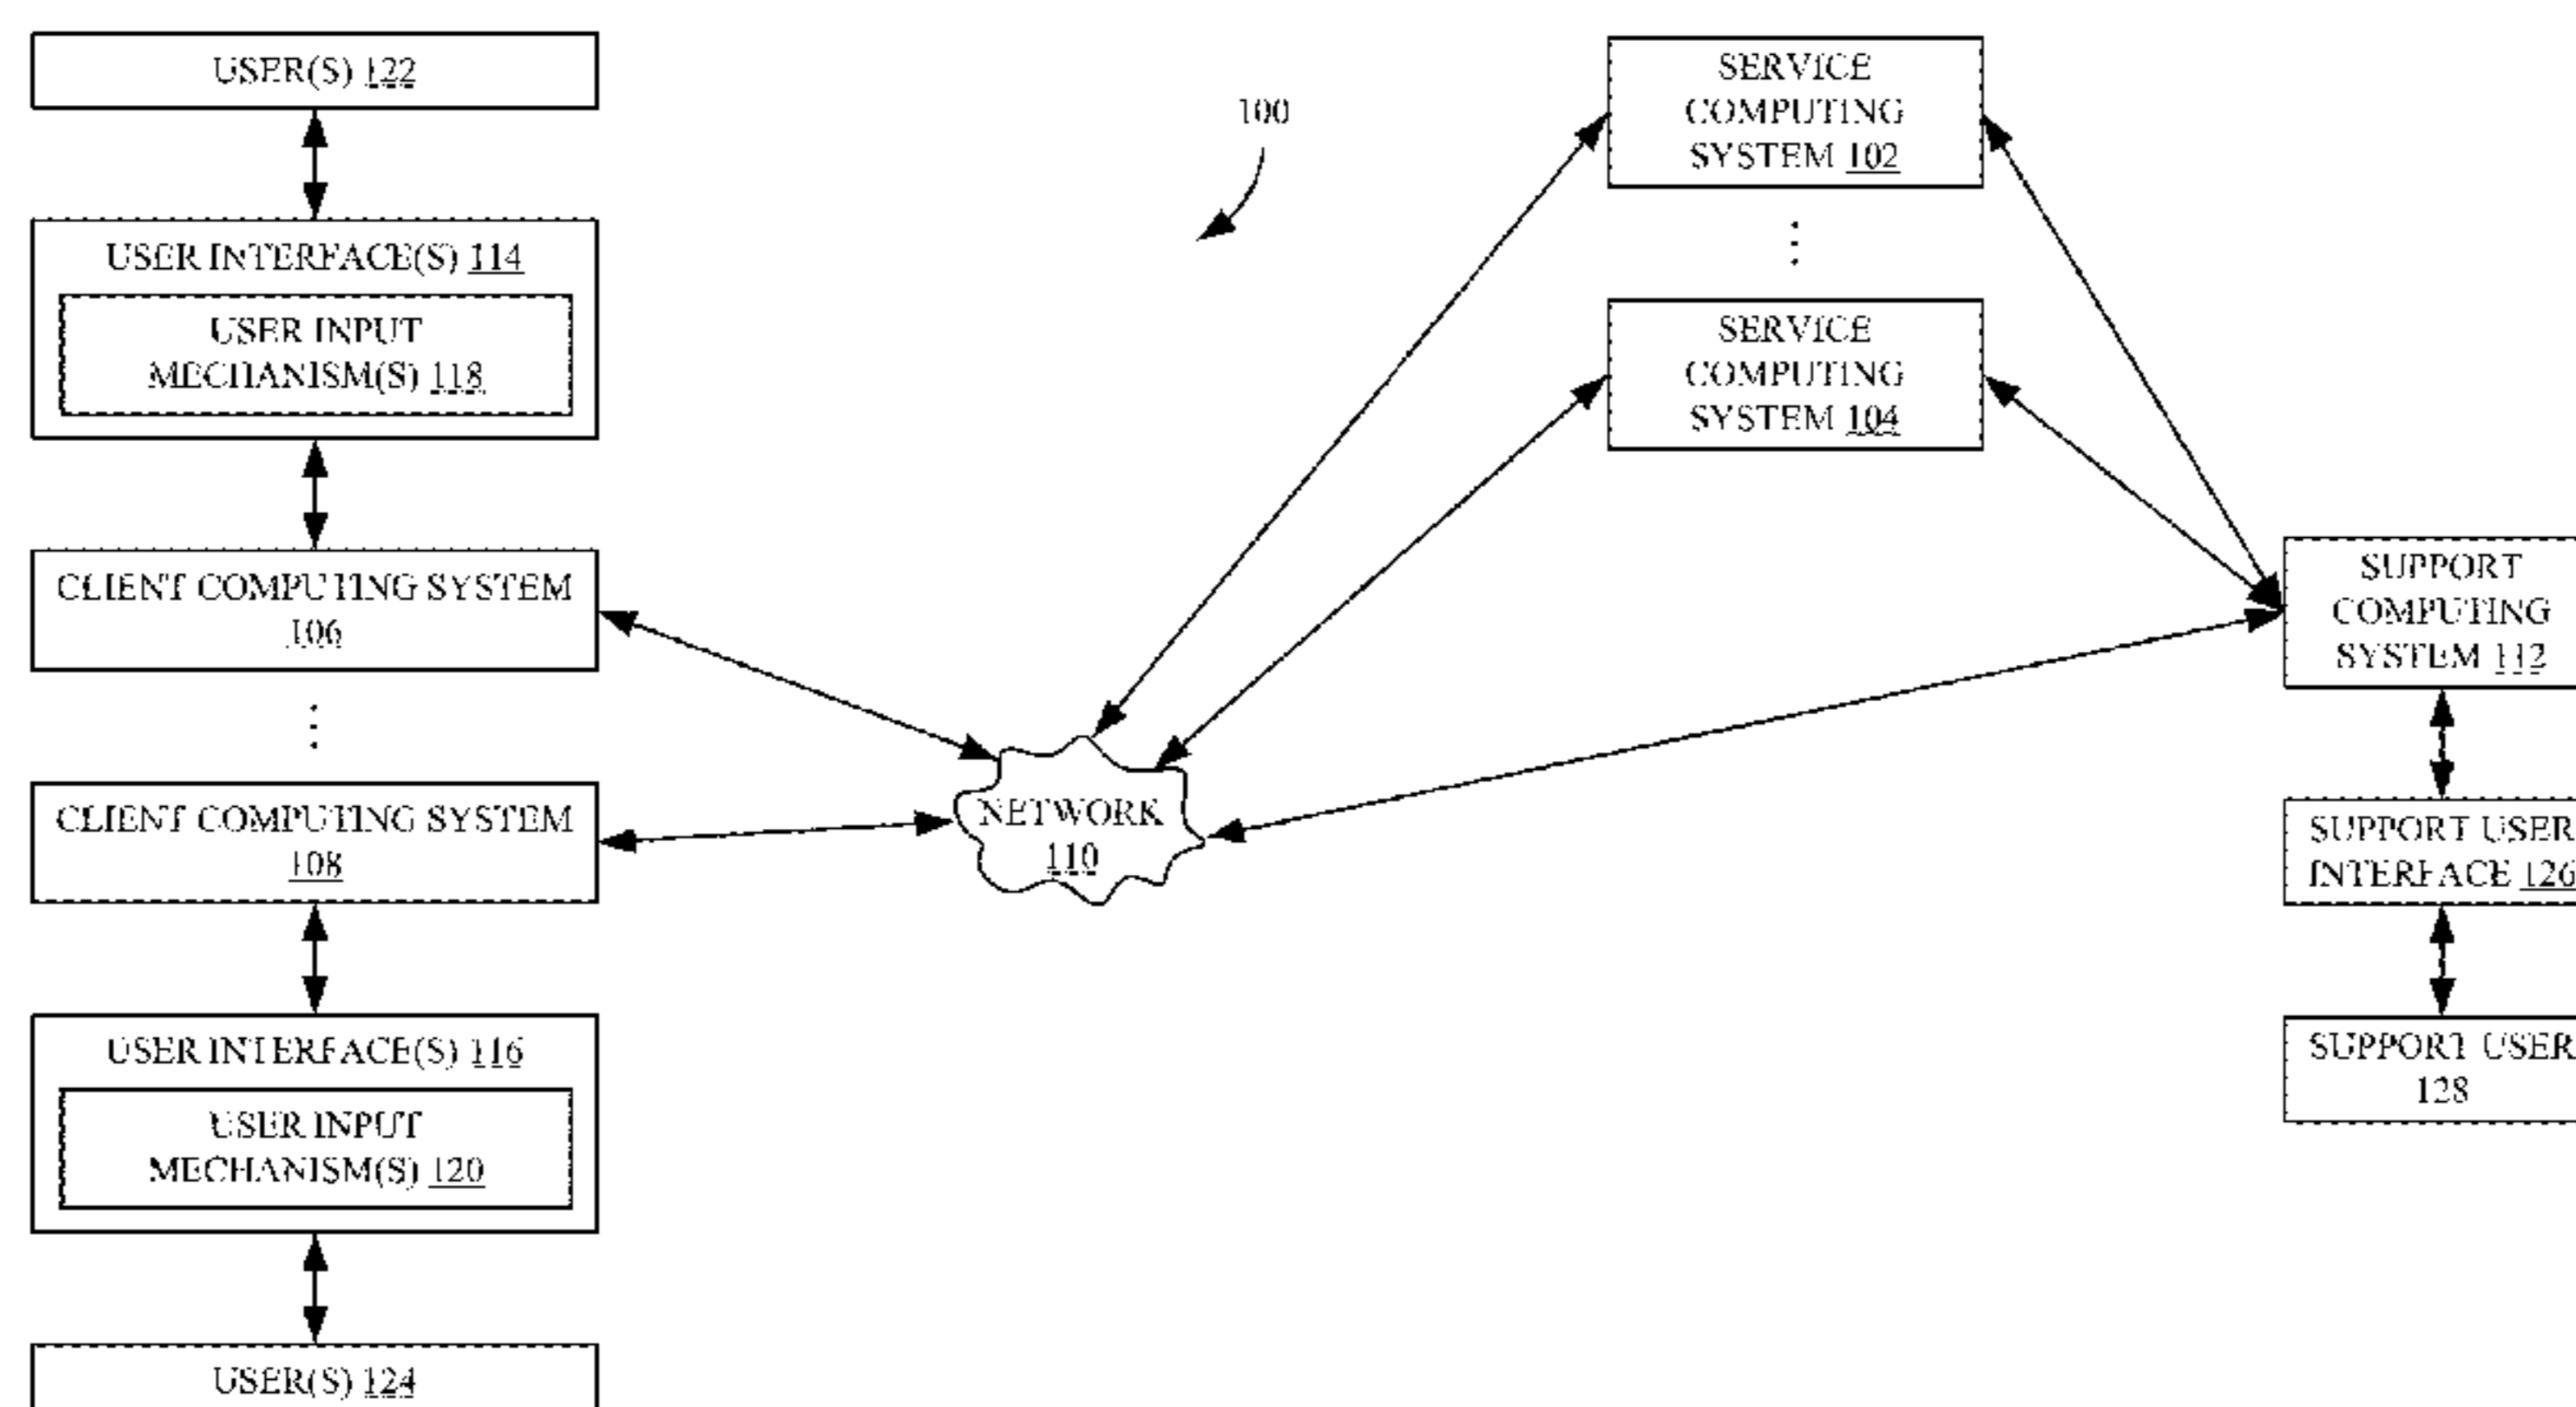 USER(S) 122
USER INTERFACE(S) 114
USER INPUT
MECHANISM(S) 118
CLIENT COMPUTING SYSTEM
106
CLIENT COMPUTING SYSTEM
108
USER INTERFACE(S) 116
USER INPUT
MECHANISM(S) 120
USER(S) 124
100
NETWORK
110
SERVICE
COMPUTING
SYSTEM 102
SERVICE
COMPUTING
SYSTEM 104
SUPPORT
COMPUTING
SYSTEM 112
SUPPORT USER
INTERFACE 126
SUPPORT USER
128